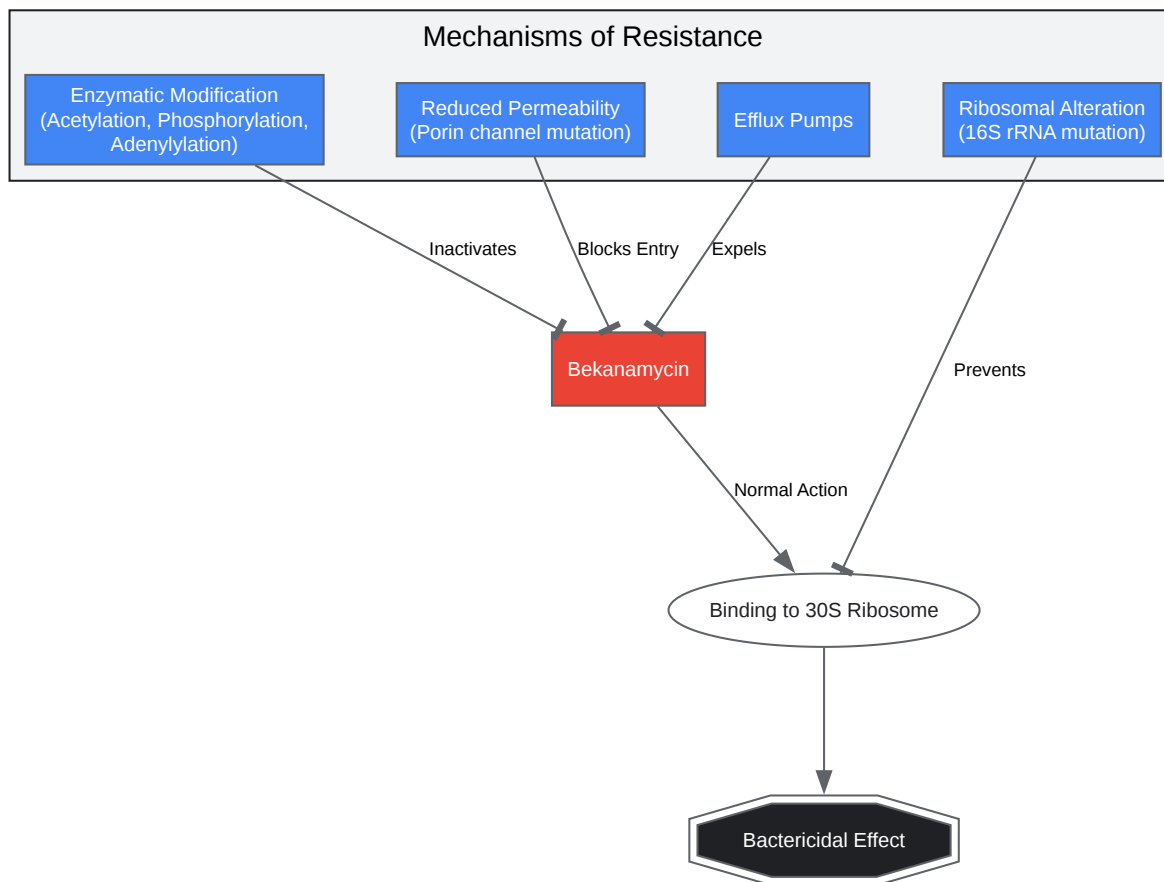 Mechanisms of Resistance
Enzymatic Modification
(Acetylation, Phosphorylation,
Adenylylation)
Reduced Permeability
(Porin channel mutation)
Efflux Pumps
Ribosomal Alteration
(16S rRNA mutation)
Inactivates
Blocks Entry
Expels
Bekanamycin
Prevents
Normal Action
Binding to 30S Ribosome
Bactericidal Effect